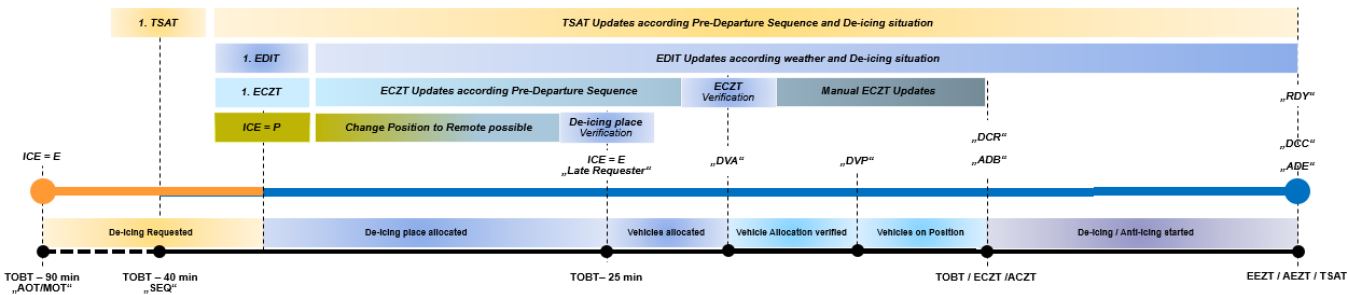 1. TSAT
TSAT Updates according Pre-Departure Sequence and De-icing situation
1. EDIT
EDIT Updates according weather and De-icing situation
1. ECZT
ECZT Updates according Pre-Departure Sequence
ECZT
Verification
Manual ECZT Updates
„RDY“
ICE = P
Change Position to Remote possible
De-icing place
Verification
ICE = E
ICE = E
„Late Requester“
„DVA“
„DVP“
„DCR“
„ADB“
„DCC“
„ADE“
De-icing Requested
De-icing place allocated
Vehicles allocated
Vehicle Allocation verified
Vehicles on Position
De-icing / Anti-icing started
TOBT – 90 min
„AOT/MOT“
TOBT – 40 min
„SEQ“
TOBT– 25 min
TOBT / ECZT /ACZT
EEZT / AEZT / TSAT